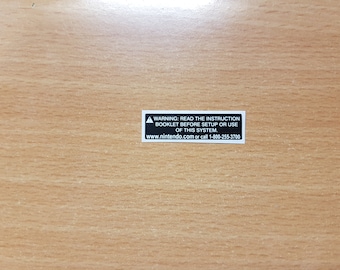 WARNING: READ THE INSTRUCTION
BOOKLET BEFORE SETUP OR USE
OF THIS SYSTEM.
www.nintendo.com or call 1-800-255-3700